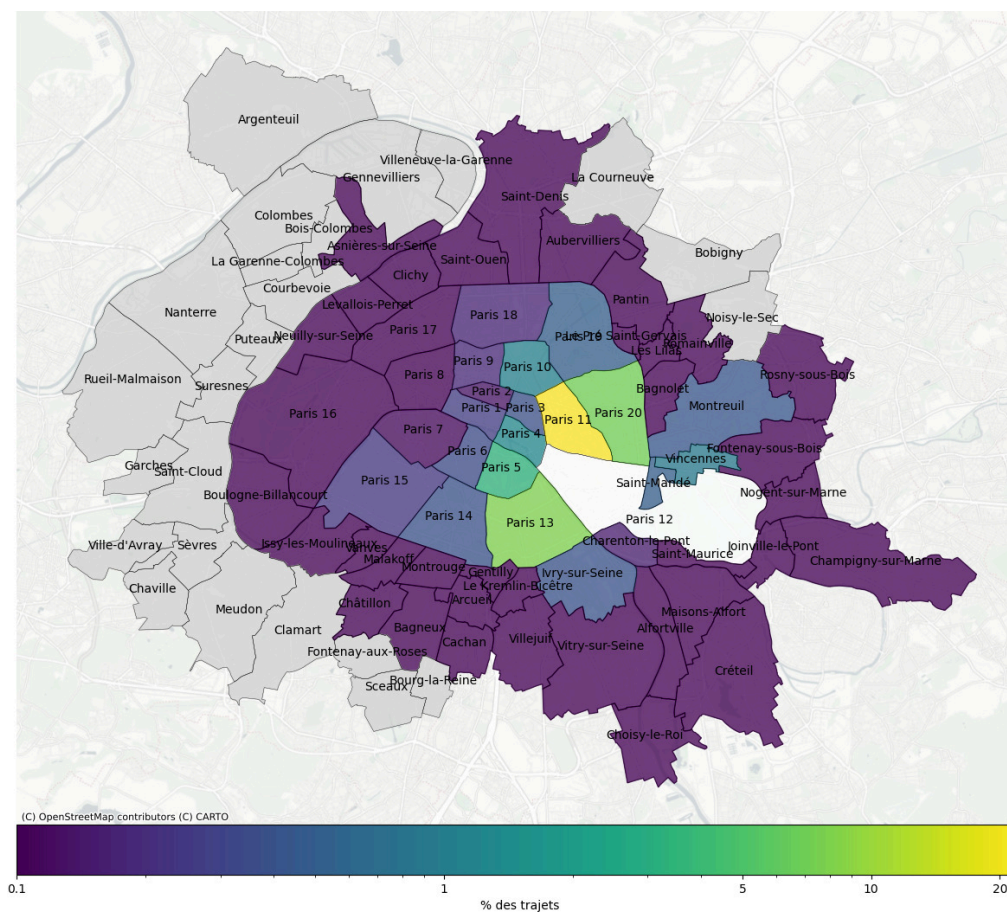 Argenteuil
Villeneuve-la-Garenne
Gennevilliers
La Courneuve
Saint-Denis
Colombes
Bois-Colombes
Asnières-sur-Seine
Aubervilliers
La Garenne-Colombes
Saint-Ouen
Bobigny
Clichy
Courbevoie
Levallois-Perret
Pantin
Nanterre
Paris 18
Noisy-le-Sec
Puteaux
Neuilly-sur-Seine
Paris 17
Paris 19
Le Pré Saint-Gervais
Romainville
Les Lilas
Paris 9
Paris 10
Rueil-Malmaison
Suresnes
Paris 8
Rosny-sous-Bois
Bagnolet
Paris 2
Paris 16
Paris 1
Paris 3
Montreuil
Paris 11
Paris 20
Paris 7
Paris 4
Fontenay-sous-Bois
Paris 6
Vincennes
Garches
Saint-Cloud
Paris 5
Paris 15
Saint-Mandé
Boulogne-Billancourt
Nogent-sur-Marne
Paris 14
Paris 13
Paris 12
Ville-d'Avray
Sèvres
Issy-les-Moulineaux
Vanves
Charenton-le-Pont
Joinville-le-Pont
Malakoff
Saint-Maurice
Champigny-sur-Marne
Chaville
Montrouge
Gentilly
Ivry-sur-Seine
Le Kremlin-Bicêtre
Arcueil
Châtillon
Meudon
Maisons-Alfort
Clamart
Bagneux
Alfortville
Cachan
Villejuif
Vitry-sur-Seine
Fontenay-aux-Roses
Créteil
Bourg-la-Reine
Sceaux
Choisy-le-Roi
(C) OpenStreetMap contributors (C) CARTO
0.1 1 5 10 20
% des trajets